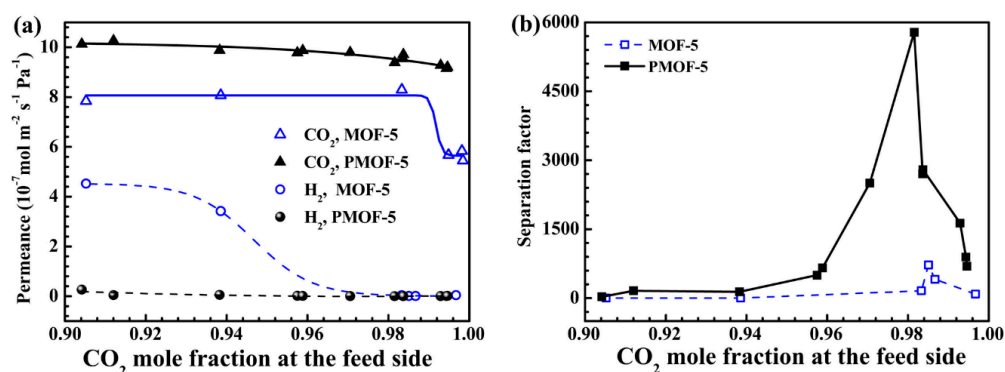 (a)
Permeance (10⁻⁷ mol m⁻² s⁻¹ Pa⁻¹)
10
8
6
4
2
0
CO₂, MOF-5
CO₂, PMOF-5
H₂, MOF-5
H₂, PMOF-5
0.90 0.92 0.94 0.96 0.98 1.00
CO₂ mole fraction at the feed side
(b)
Separation factor
6000
4500
3000
1500
0
MOF-5
PMOF-5
0.90 0.92 0.94 0.96 0.98 1.00
CO₂ mole fraction at the feed side